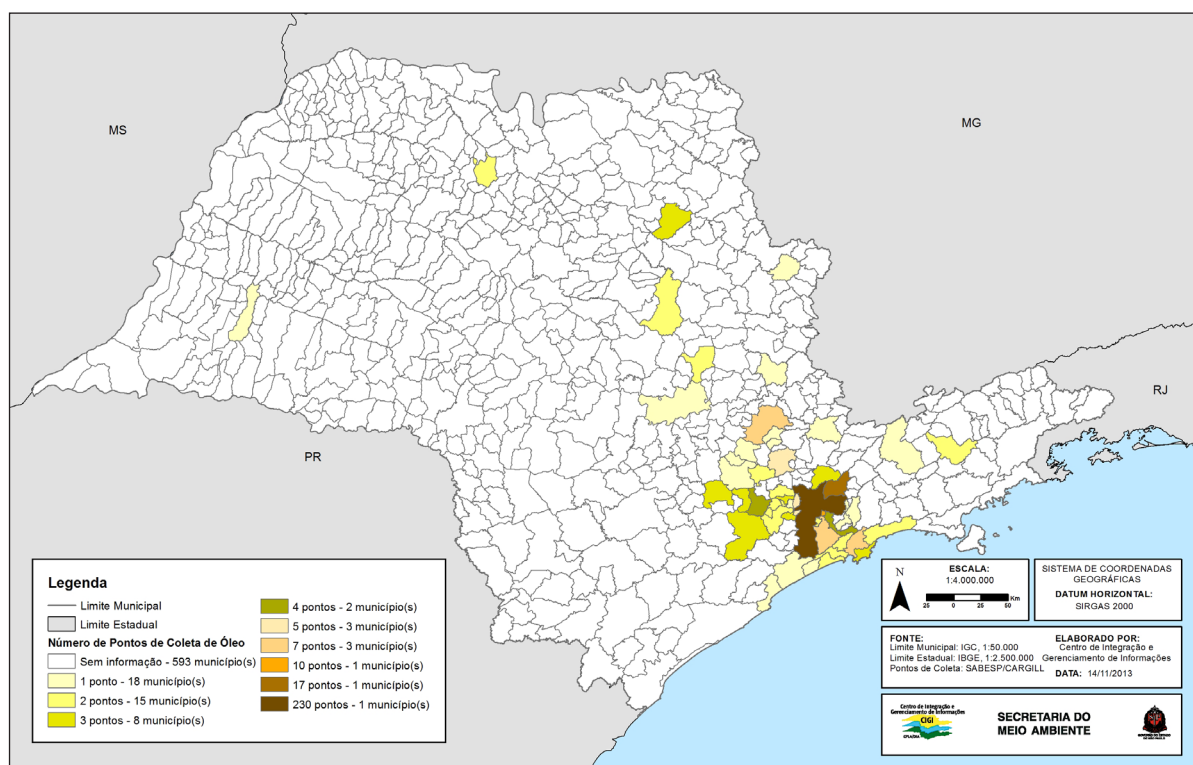 MS
MG
PR
RJ
Legenda
Limite Municipal
Limite Estadual
Número de Pontos de Coleta de Óleo
Sem informação - 593 município(s)
1 ponto - 18 município(s)
2 pontos - 15 município(s)
3 pontos - 8 município(s)
4 pontos - 2 município(s)
5 pontos - 3 município(s)
7 pontos - 3 município(s)
10 pontos - 1 município(s)
17 pontos - 1 município(s)
230 pontos - 1 município(s)
N
ESCALA:
1:4.000.000
25 0 25 50 Km
SISTEMA DE COORDENADAS
GEOGRÁFICAS
DATUM HORIZONTAL:
SIRGAS 2000
FONTE:
Limite Municipal: IGC, 1:50.000
Limite Estadual: IBGE, 1:2.500.000
Pontos de Coleta: SABESP/CARGILL
ELABORADO POR:
Centro de Integração e
Gerenciamento de Informações
DATA: 14/11/2013
Centro de Integração e
Gerenciamento de Informações
CIGI
SECRETARIA DO
MEIO AMBIENTE